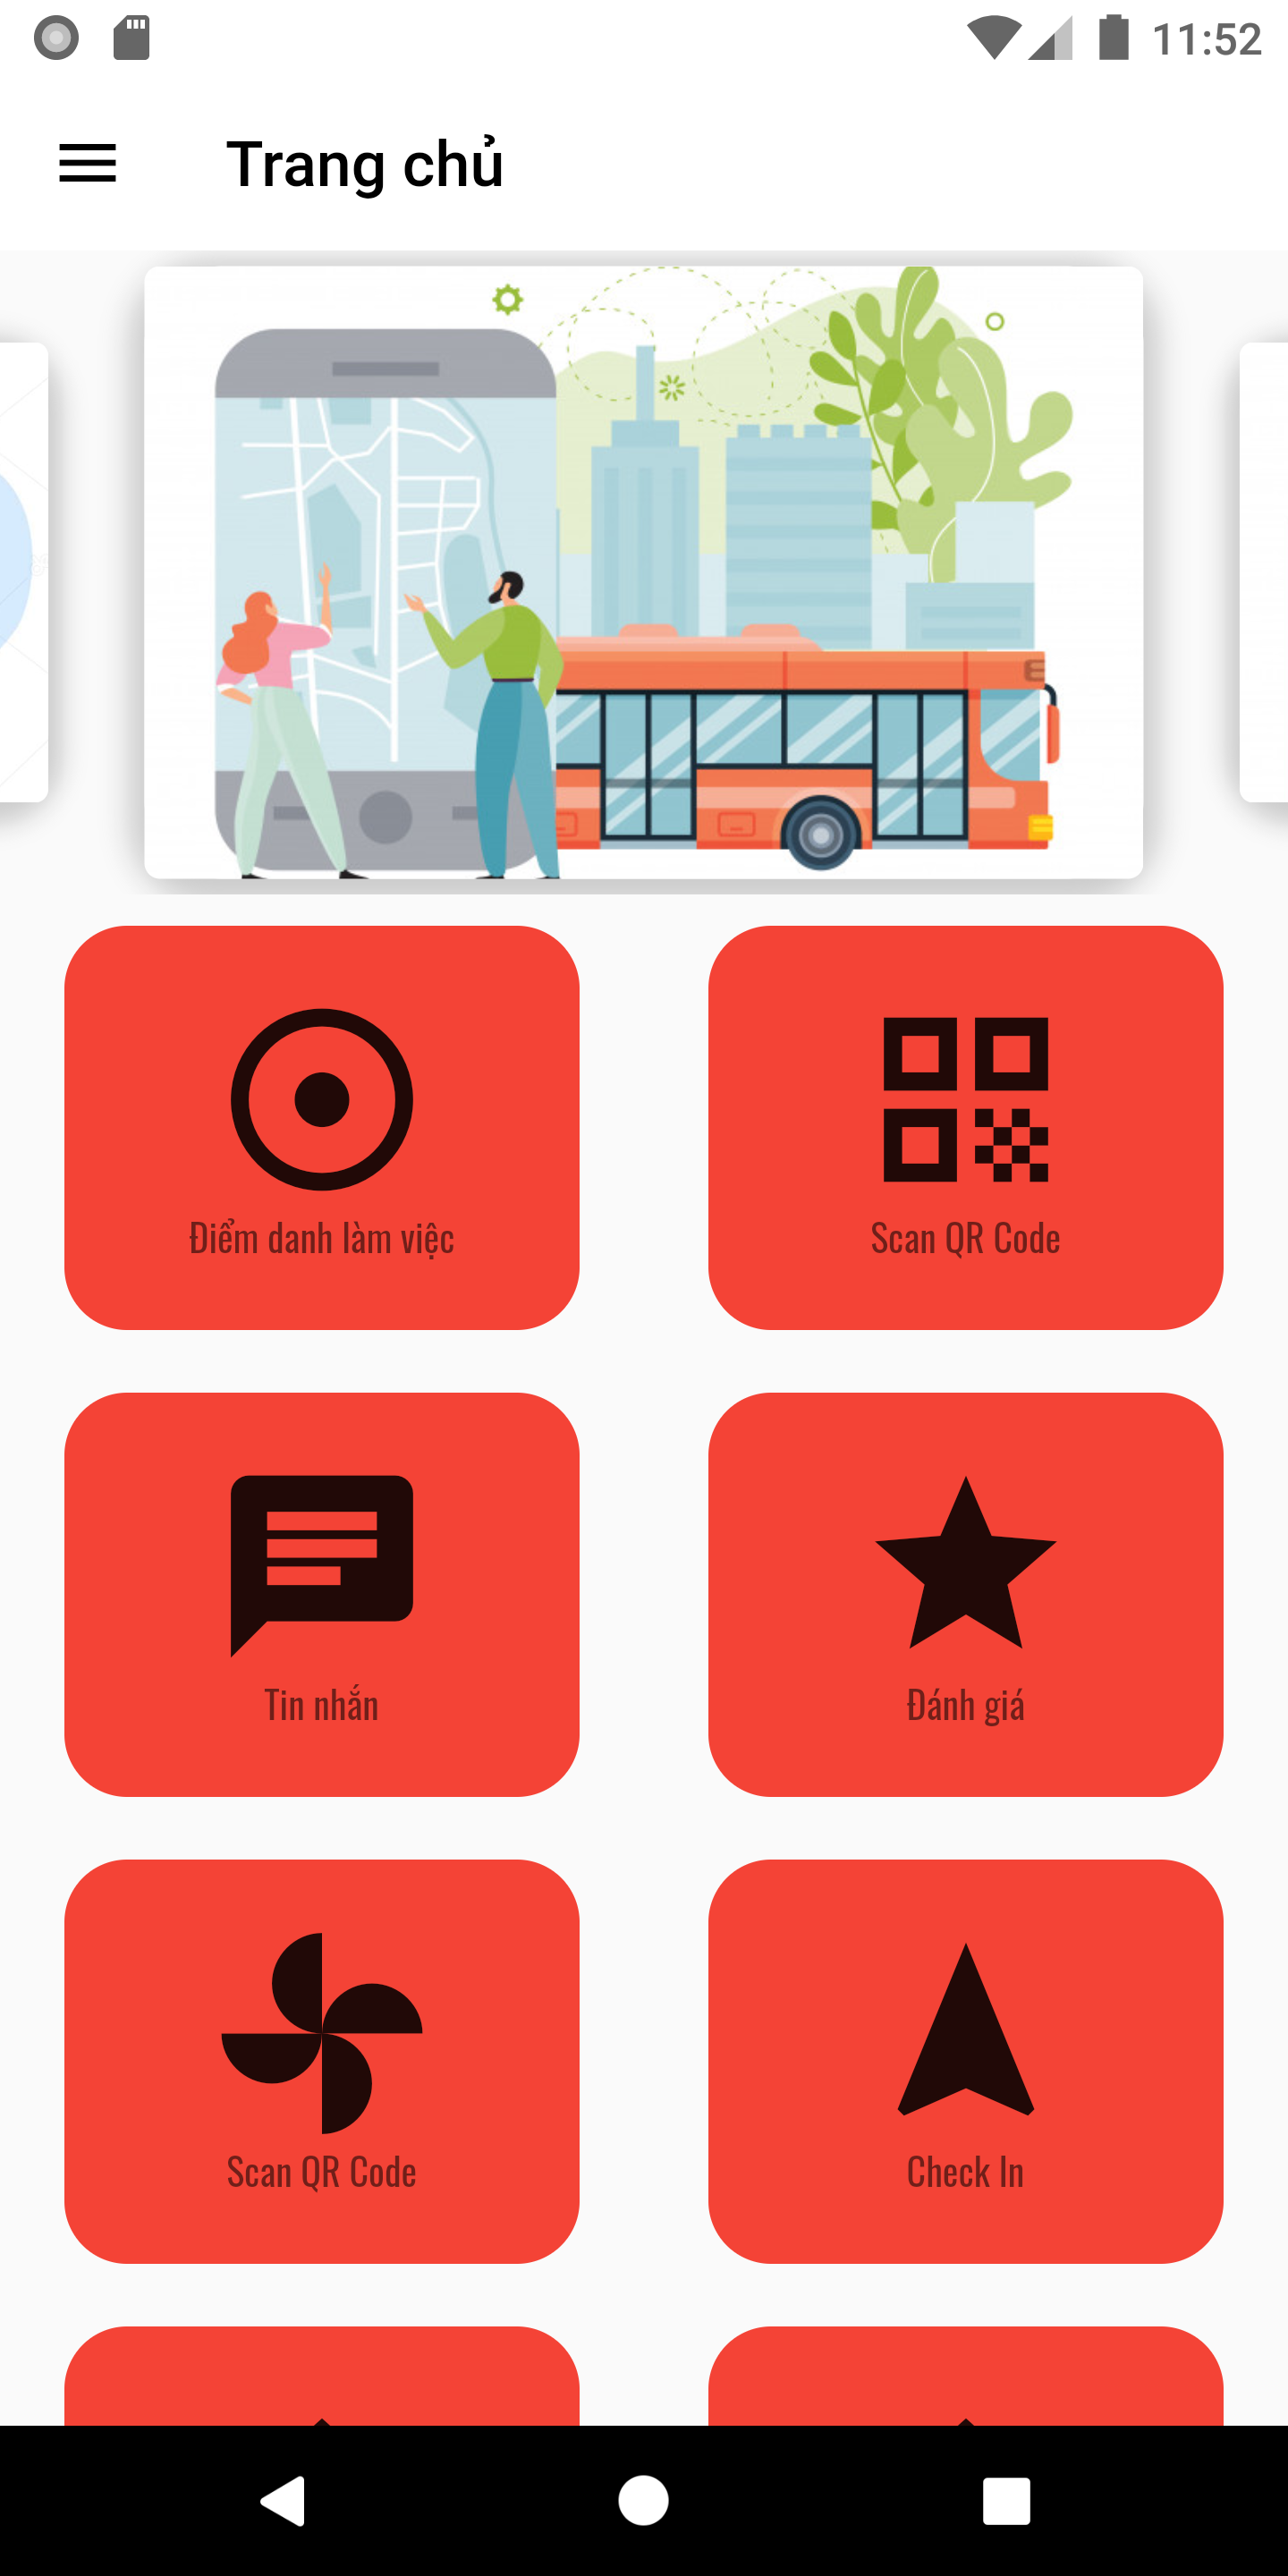 11:52
Trang chủ
Điểm danh làm việc
Scan QR Code
Tin nhắn
Đánh giá
Scan QR Code
Check In